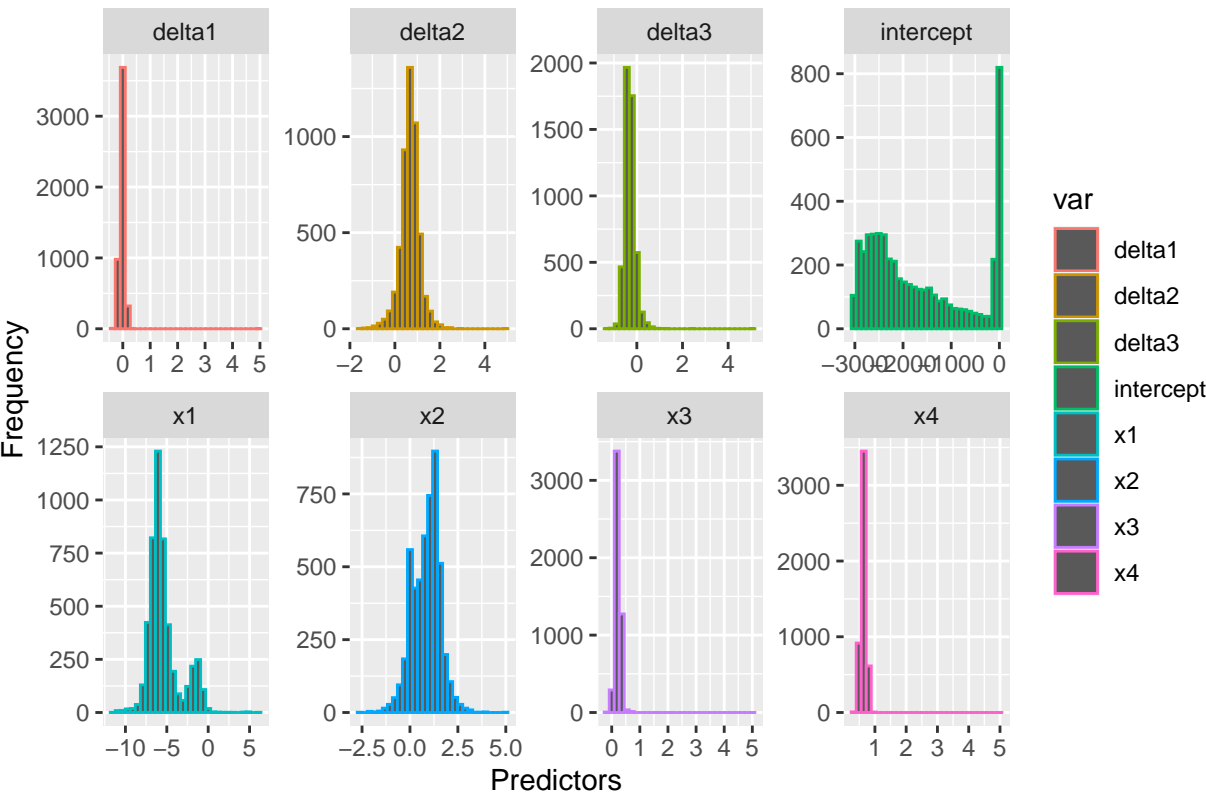 delta1 delta2 delta3 intercept
3000
2000
1000
0
1000
500
0
2000
1500
1000
500
0
800
600
400
200
0
0 1 2 3 4 5
−2 0 2 4
0 2 4
−3000 −2000 −1000 0
x1 x2 x3 x4
1250
1000
750
500
250
0
750
500
250
0
3000
2000
1000
0
3000
2000
1000
0
−10 −5 0 5
−2.5 0.0 2.5 5.0
0 1 2 3 4 5
1 2 3 4 5
Frequency
Predictors
var
delta1
delta2
delta3
intercept
x1
x2
x3
x4